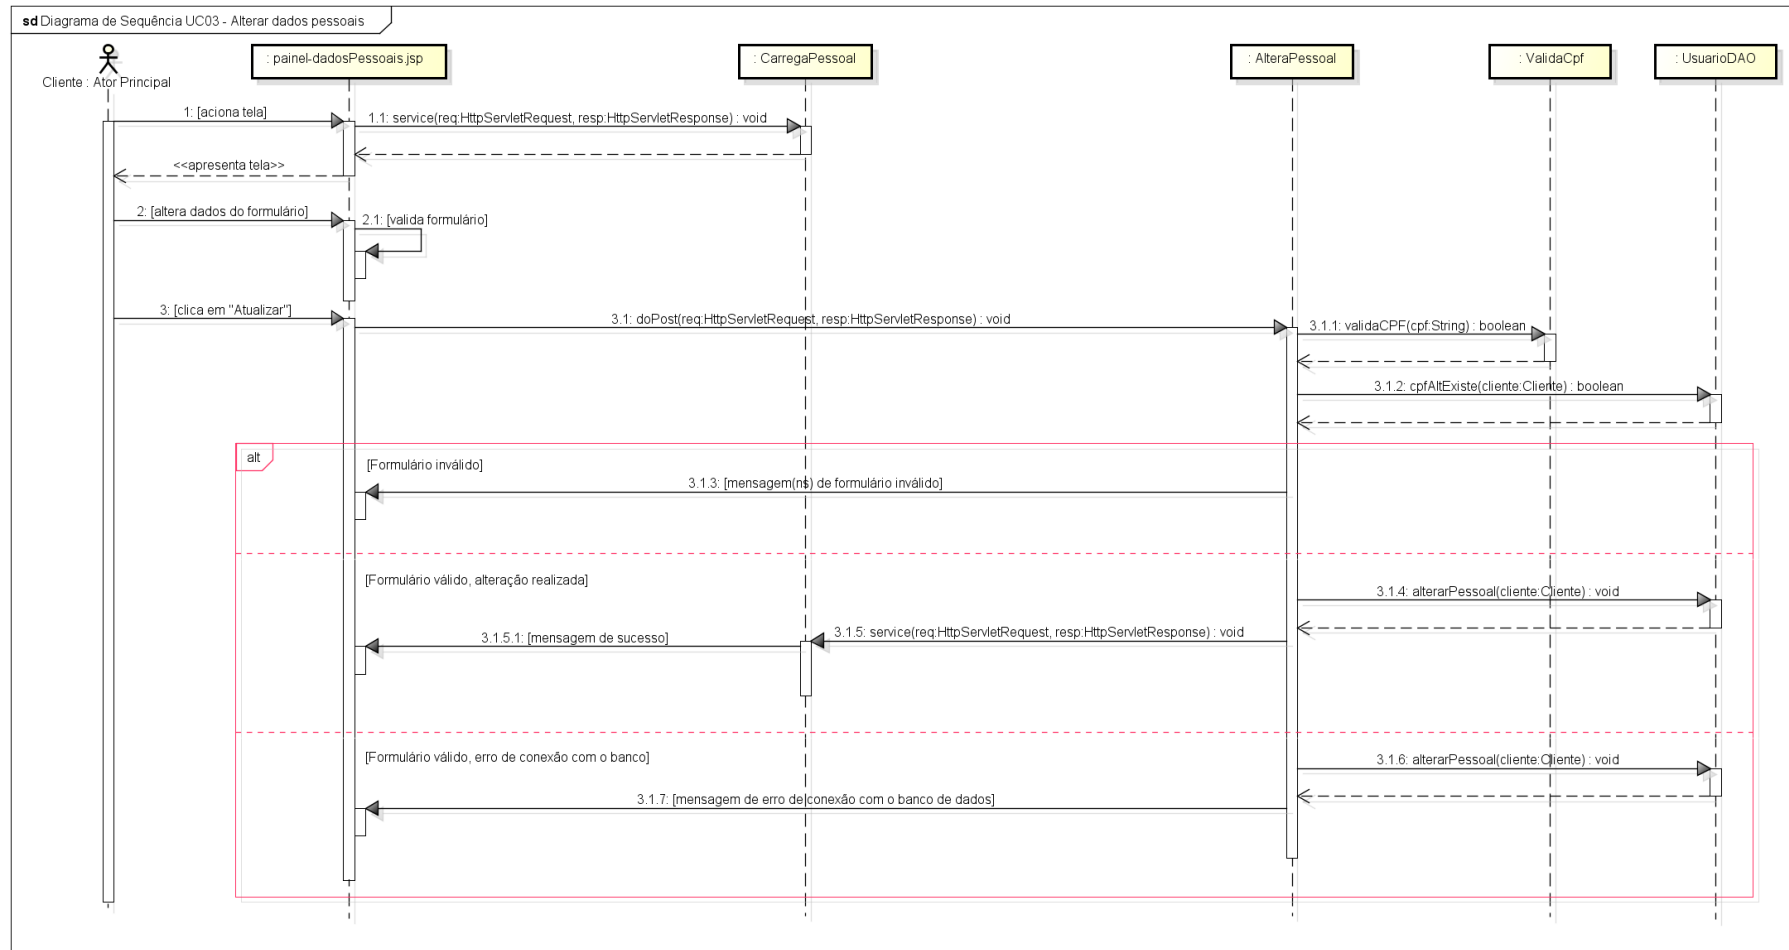 sd Diagrama de Sequência UC03 - Alterar dados pessoais
Cliente : Ator Principal
: painel-dadosPessoais.jsp
: CarregaPessoal
: AlteraPessoal
: ValidaCpf
: UsuarioDAO
1: [aciona tela]
1.1: service(req:HttpServletRequest, resp:HttpServletResponse) : void
<<apresenta tela>>
2: [altera dados do formulário]
2.1: [valida formulário]
3: [clica em "Atualizar"]
3.1: doPost(req:HttpServletRequest, resp:HttpServletResponse) : void
3.1.1: validaCPF(cpf:String) : boolean
3.1.2: cpfAltExiste(cliente:Cliente) : boolean
alt
[Formulário inválido]
3.1.3: [mensagem(ns) de formulário inválido]
[Formulário válido, alteração realizada]
3.1.4: alterarPessoal(cliente:Cliente) : void
3.1.5: service(req:HttpServletRequest, resp:HttpServletResponse) : void
3.1.5.1: [mensagem de sucesso]
[Formulário válido, erro de conexão com o banco]
3.1.6: alterarPessoal(cliente:Cliente) : void
3.1.7: [mensagem de erro de conexão com o banco de dados]